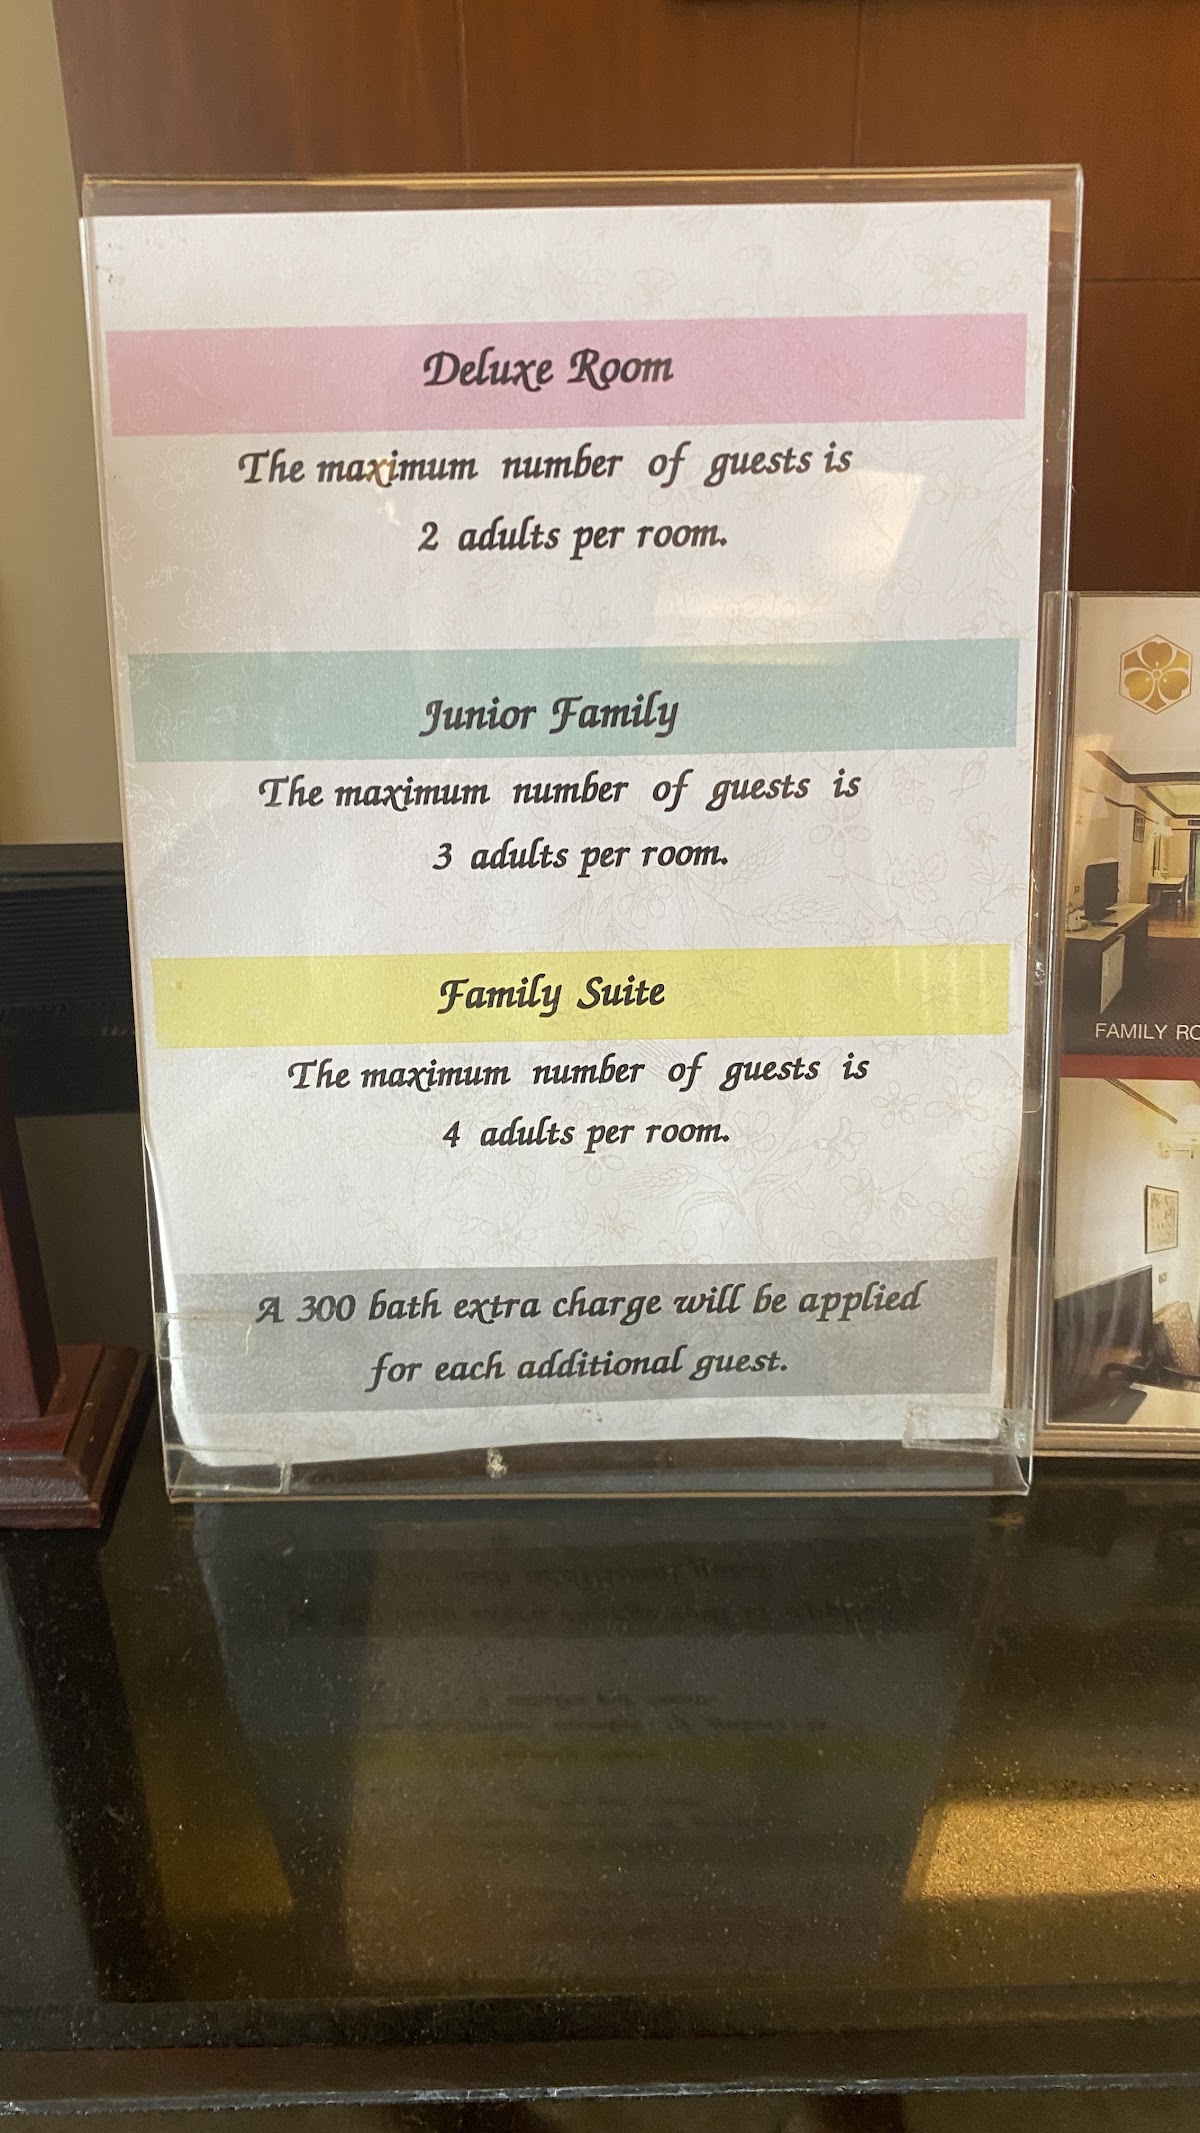 Deluxe Room
The maximum number of guests is
2 adults per room.
Junior Family
The maximum number of guests is
3 adults per room.
Family Suite
The maximum number of guests is
4 adults per room.
A 300 bath extra charge will be applied
for each additional guest.
FAMILY